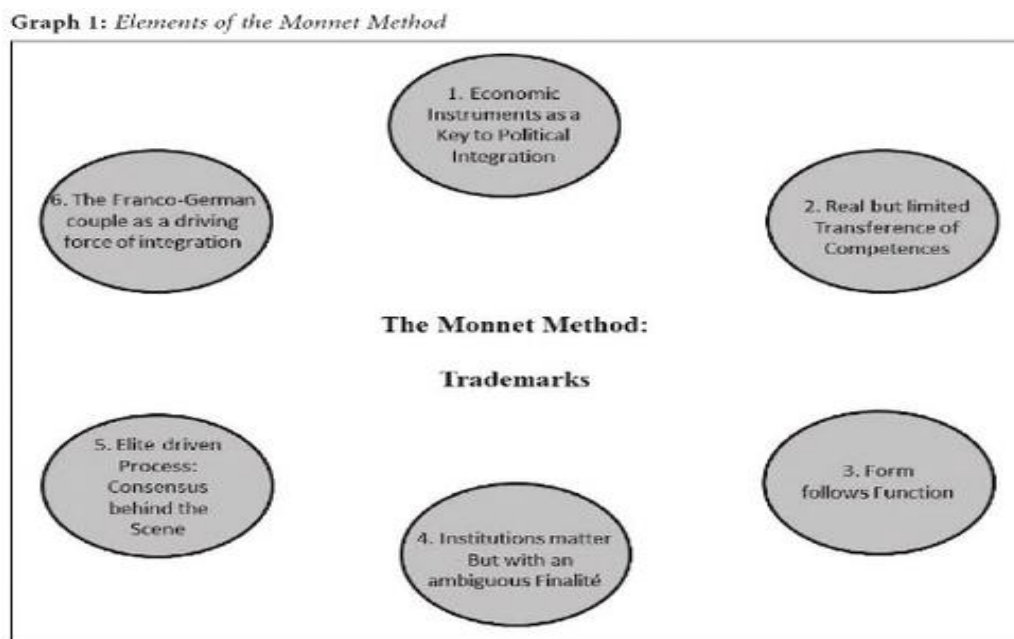 Graph 1: Elements of the Monnet Method
1. Economic
Instruments as a
Key to Political
Integration
2. Real but limited
Transference of
Competences
3. Form
follows Function
4. Institutions matter
But with an
ambiguous Finalité
5. Elite driven
Process:
Consensus
behind the
Scene
6. The Franco-German
couple as a driving
force of integration
The Monnet Method:
Trademarks